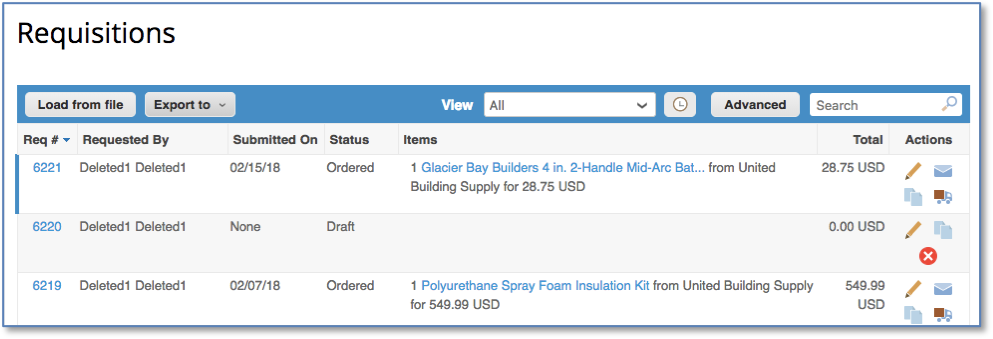 Requisitions
Load from file Export to View All Advanced Search
Req # Requested By Submitted On Status Items Total Actions
6221 Deleted1 Deleted1 02/15/18 Ordered 1 Glacier Bay Builders 4 in. 2-Handle Mid-Arc Bat... from United 28.75 USD
Building Supply for 28.75 USD
6220 Deleted1 Deleted1 None Draft 0.00 USD
6219 Deleted1 Deleted1 02/07/18 Ordered 1 Polyurethane Spray Foam Insulation Kit from United Building Supply 549.99
for 549.99 USD USD